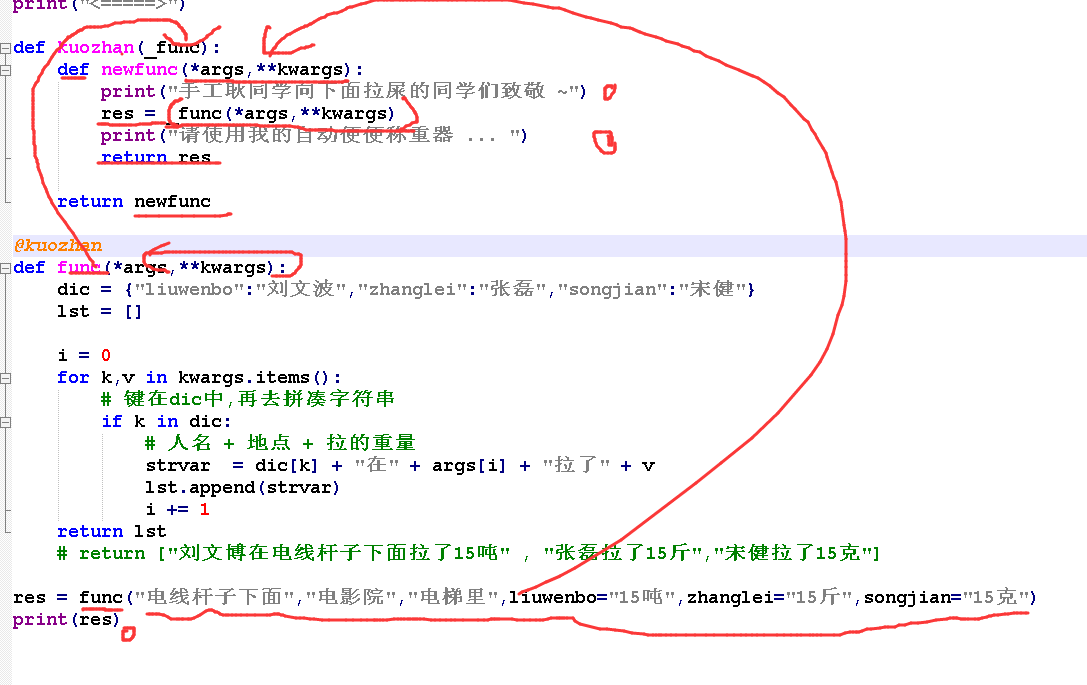 print("<=====>")
def kuozhan(_func):
def newfunc(*args,**kwargs):
print("手工耿同学向下面拉屎的同学们致敬 ~")
res = _func(*args,**kwargs)
print("请使用我的自动便便称重器 ... ")
return res
return newfunc
@kuozhan
def func(*args,**kwargs):
dic = {"liuwenbo":"刘文波","zhanglei":"张磊","songjian":"宋健"}
lst = []
i = 0
for k,v in kwargs.items():
# 键在dic中,再去拼凑字符串
if k in dic:
# 人名 + 地点 + 拉的重量
strvar  = dic[k] + "在" + args[i] + "拉了" + v
lst.append(strvar)
i += 1
return lst
# return ["刘文博在电线杆子下面拉了15吨" , "张磊拉了15斤","宋健拉了15克"]
res = func("电线杆子下面","电影院","电梯里",liuwenbo="15吨",zhanglei="15斤",songjian="15克")
print(res)